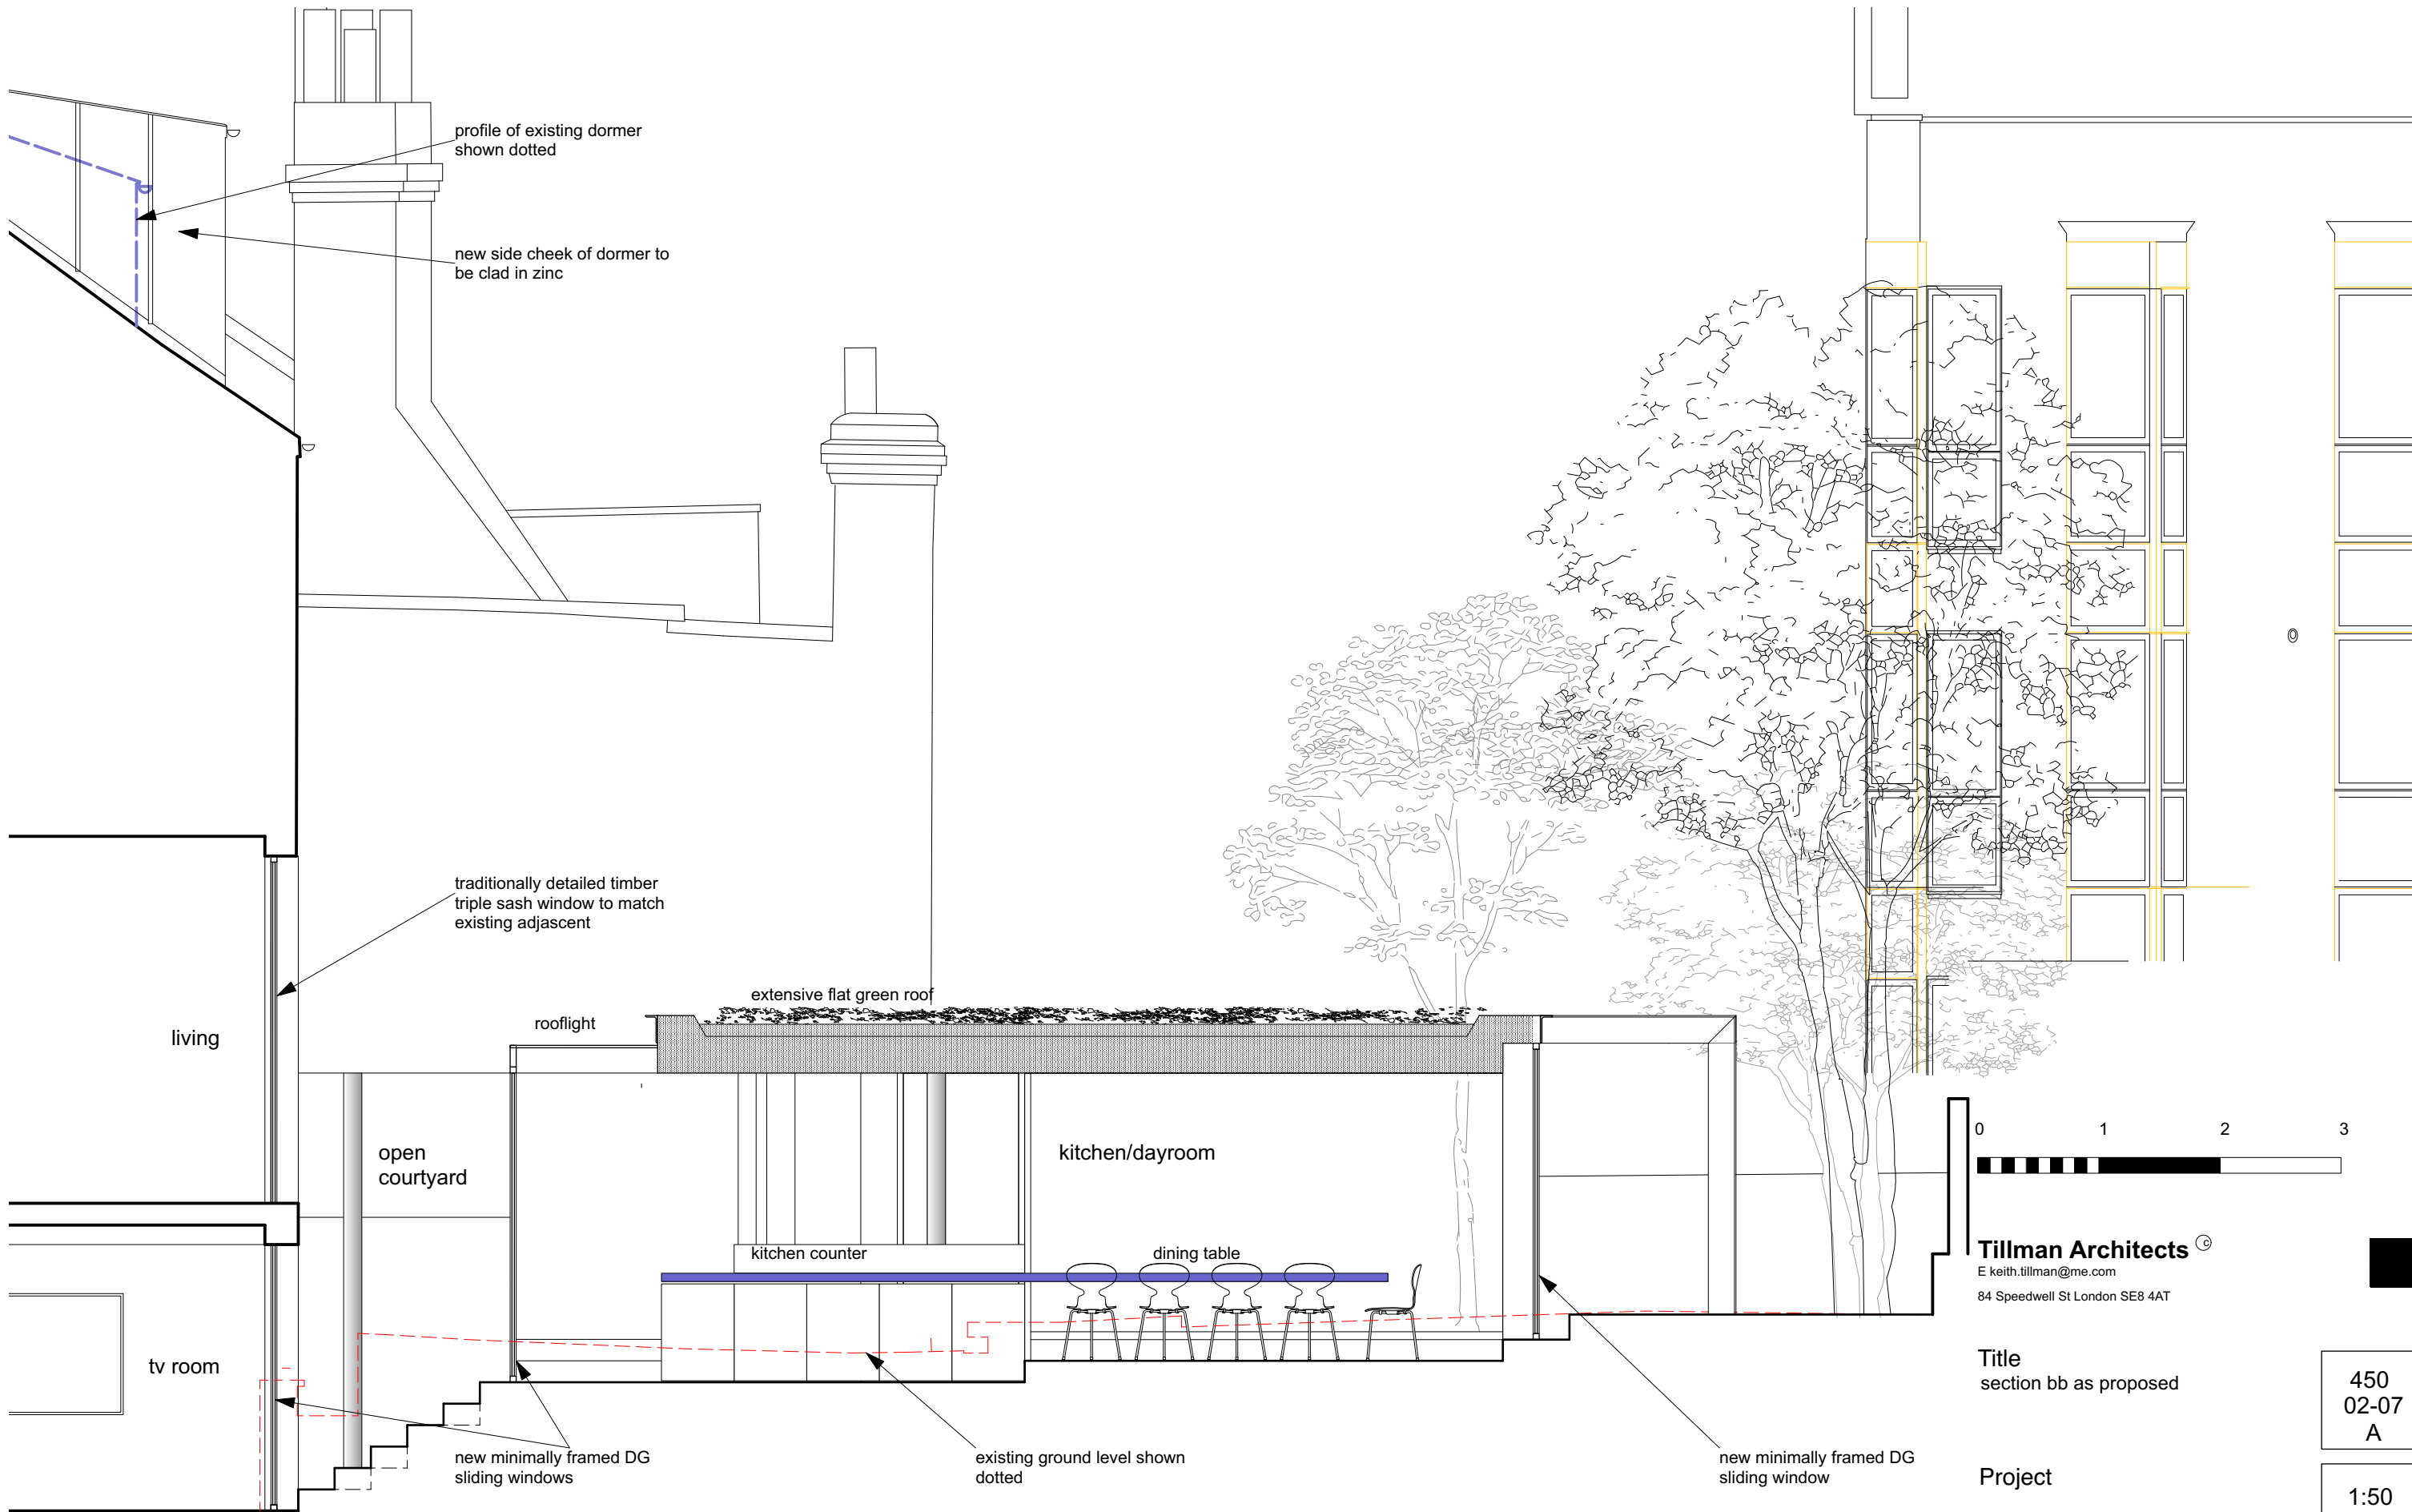 profile of existing dormer
shown dotted
new side cheek of dormer to
be clad in zinc
traditionally detailed timber
triple sash window to match
existing adjascent
extensive flat green roof
rooflight
living
open
courtyard
kitchen/dayroom
kitchen counter
dining table
tv room
new minimally framed DG
sliding windows
existing ground level shown
dotted
new minimally framed DG
sliding window
0 1 2 3
Tillman Architects ©
E keith.tillman@me.com
84 Speedwell St London SE8 4AT
Title
section bb as proposed
450
02-07
A
Project
1:50